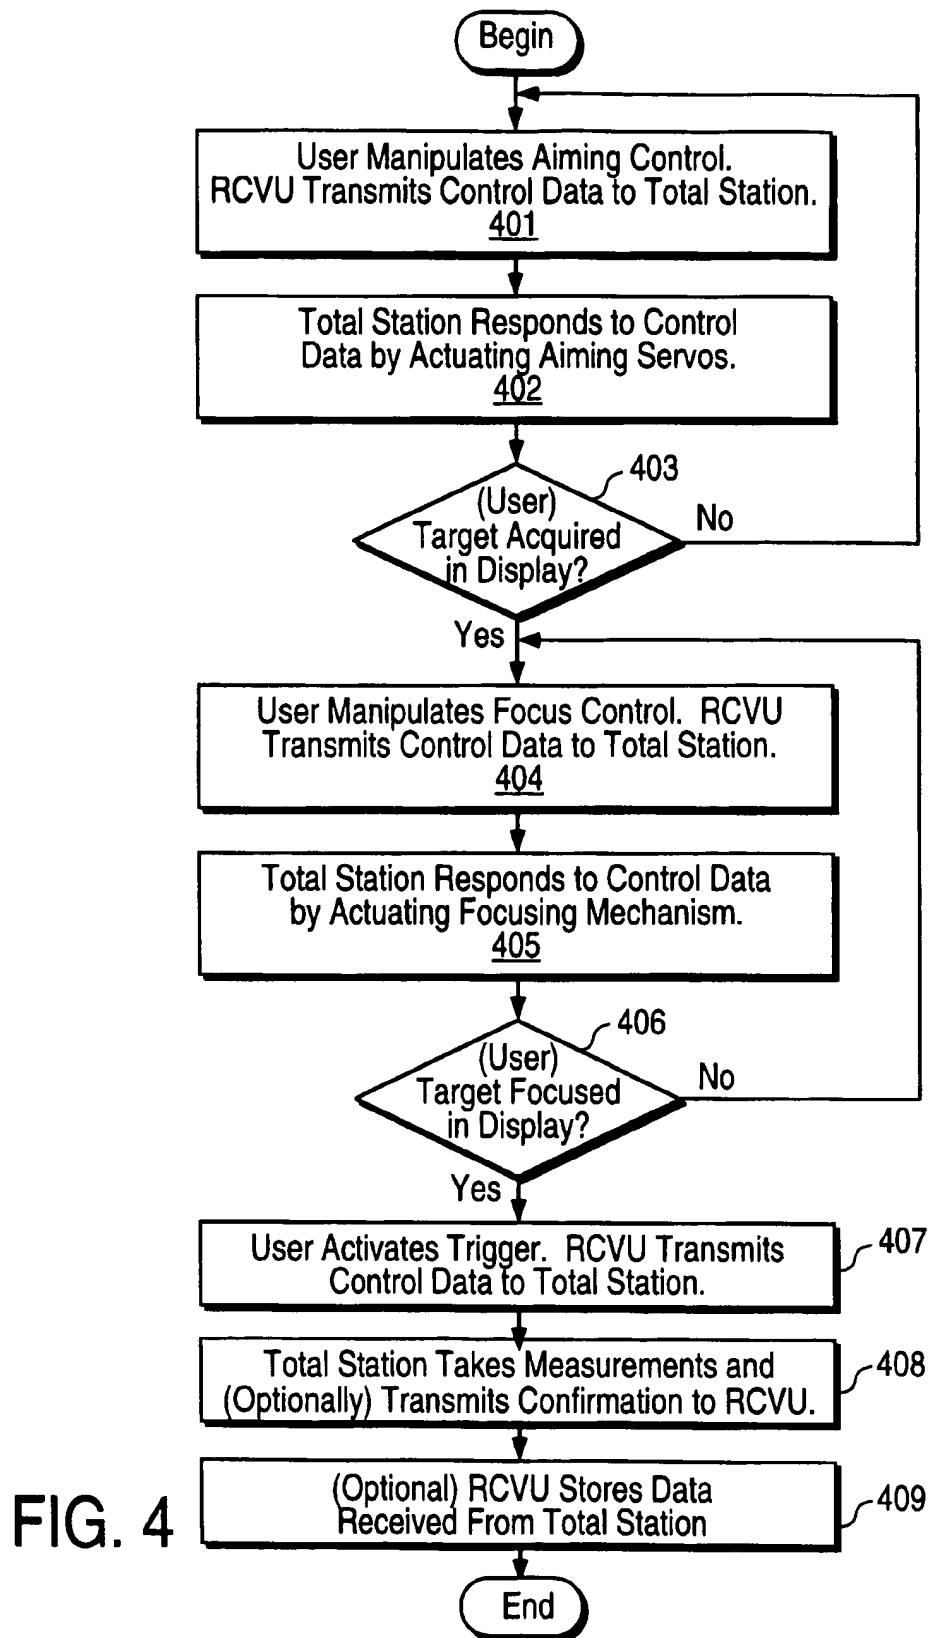 Begin
User Manipulates Aiming Control.
RCVU Transmits Control Data to Total Station.
401
Total Station Responds to Control
Data by Actuating Aiming Servos.
402
403
(User)
Target Acquired
in Display?
No
Yes
User Manipulates Focus Control. RCVU
Transmits Control Data to Total Station.
404
Total Station Responds to Control Data
by Actuating Focusing Mechanism.
405
406
(User)
Target Focused
in Display?
No
Yes
User Activates Trigger. RCVU Transmits
Control Data to Total Station.
407
Total Station Takes Measurements and
(Optionally) Transmits Confirmation to RCVU.
408
(Optional) RCVU Stores Data
Received From Total Station
409
FIG. 4
End